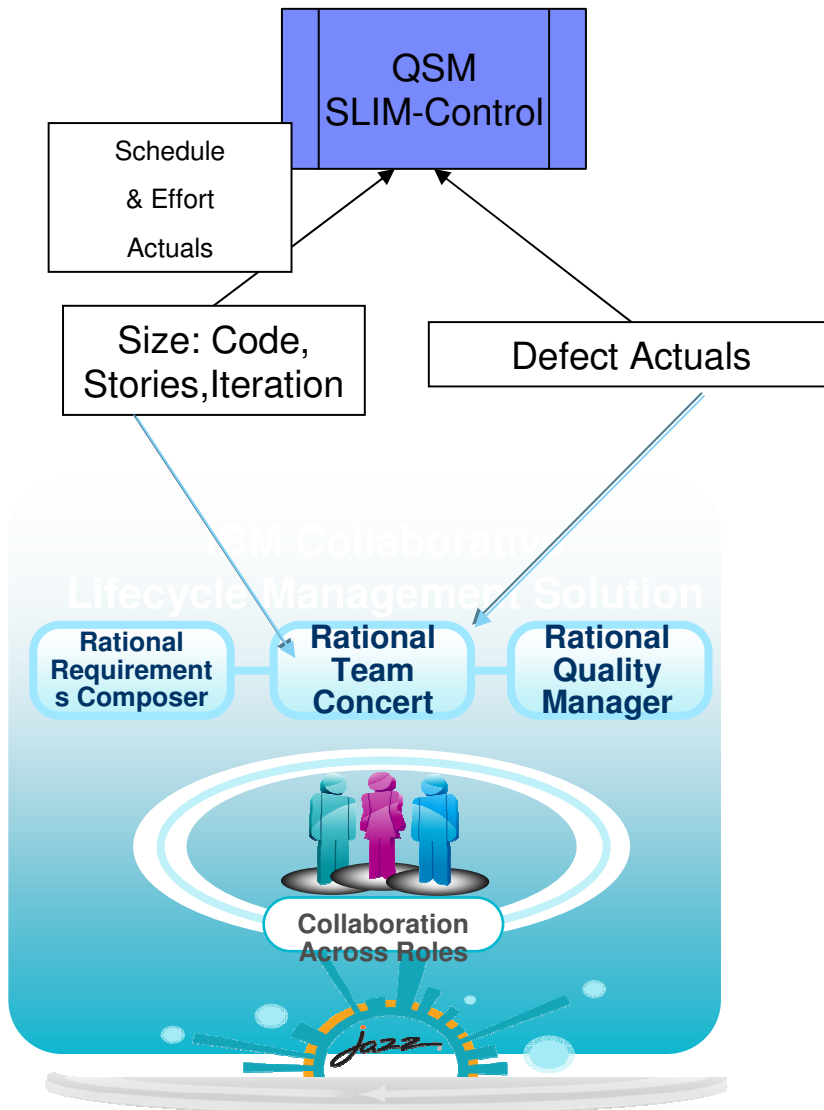 QSM
SLIM-Control
Schedule
& Effort
Actuals
Size: Code,
Stories,Iteration
Defect Actuals
IBM Collaborative
Lifecycle Management Solution
Rational
Requirement
s Composer
Rational
Team
Concert
Rational
Quality
Manager
Collaboration
Across Roles
Jazz